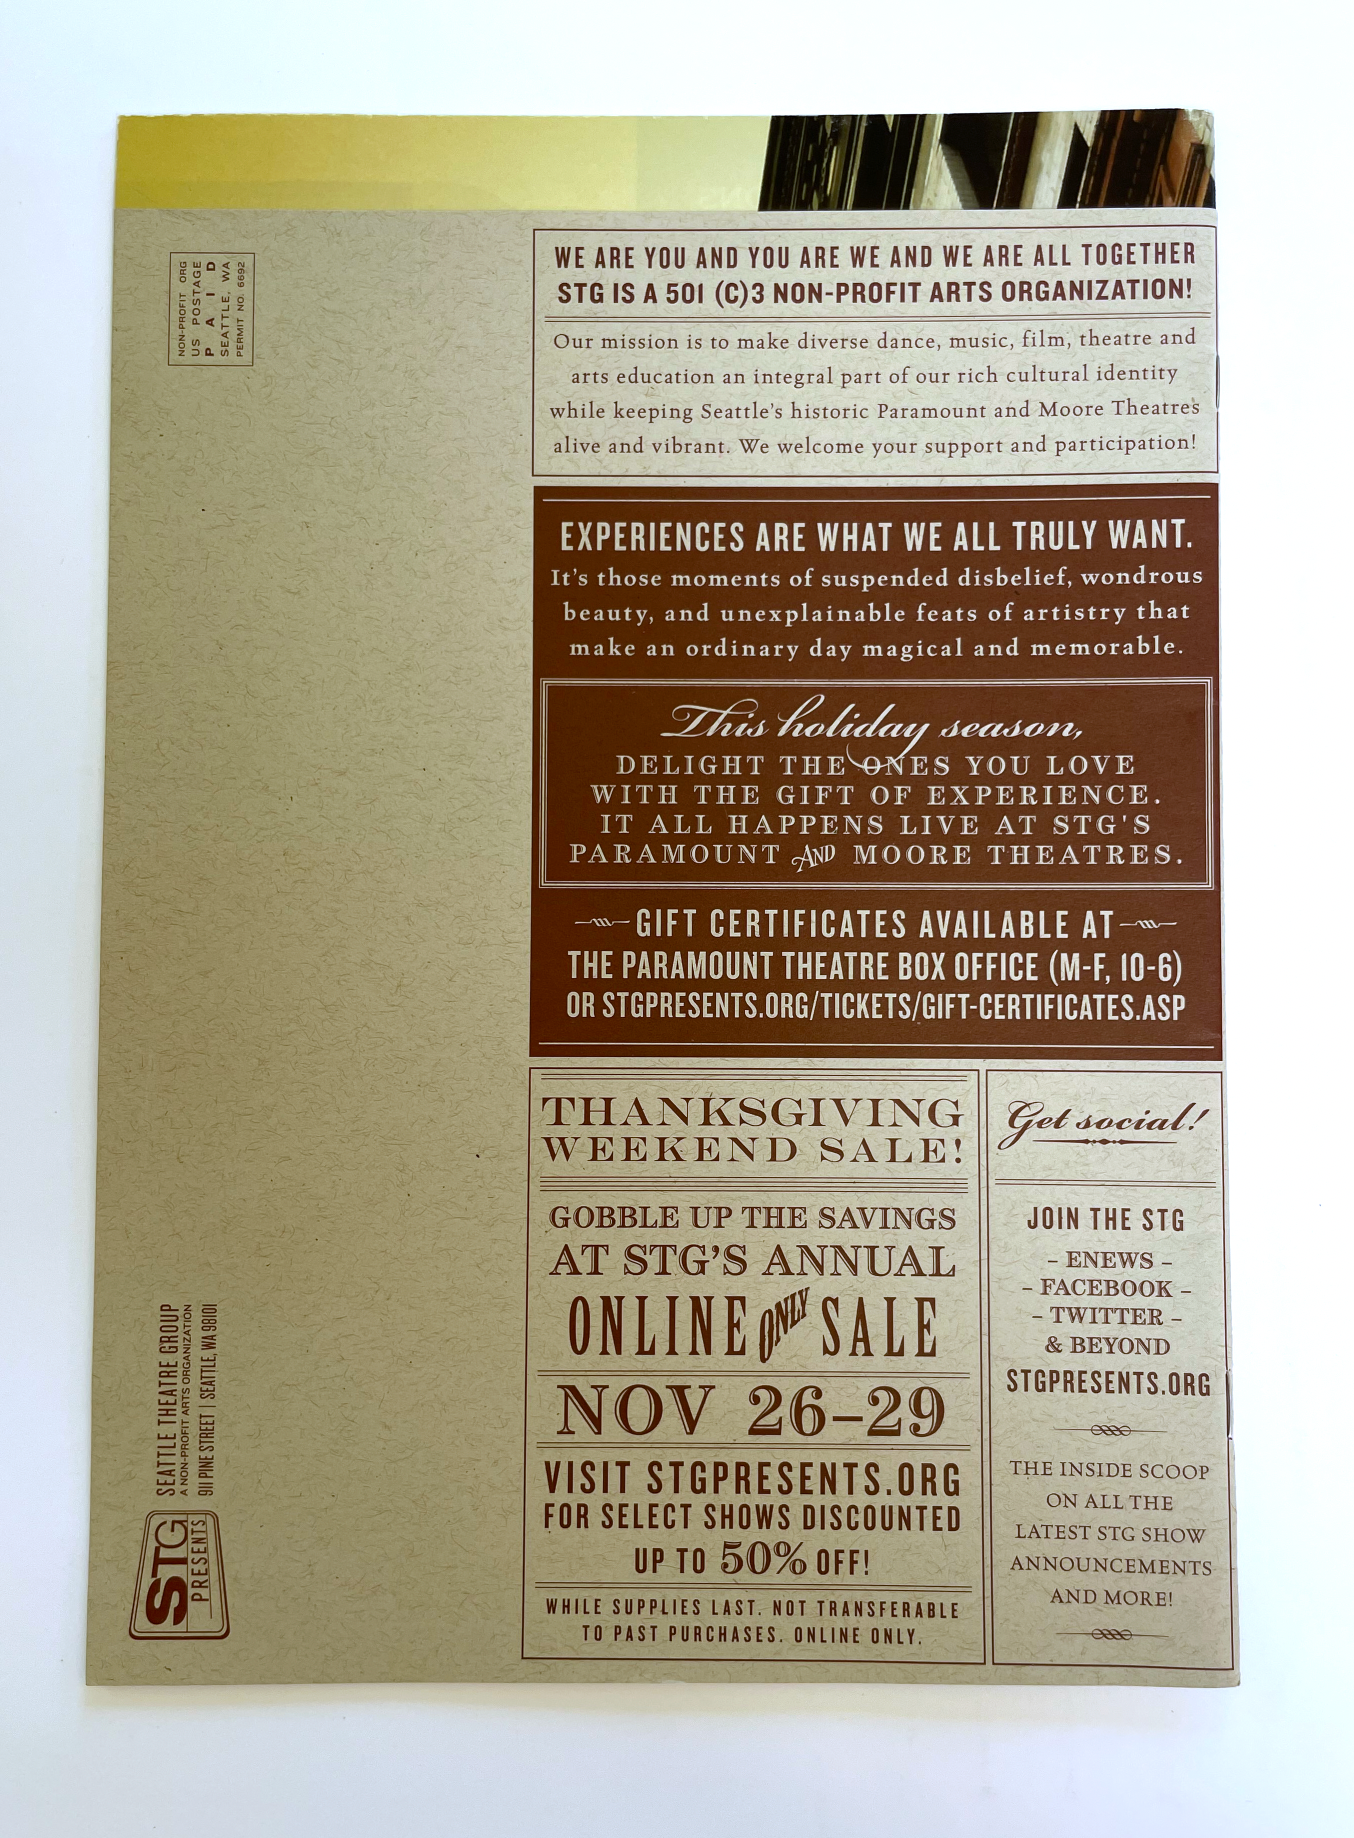 NON-PROFIT ORG
US POSTAGE
PAID
SEATTLE, WA
PERMIT NO. 6692
WE ARE YOU AND YOU ARE WE AND WE ARE ALL TOGETHER
STG IS A 501 (C)3 NON-PROFIT ARTS ORGANIZATION!
Our mission is to make diverse dance, music, film, theatre and
arts education an integral part of our rich cultural identity
while keeping Seattle's historic Paramount and Moore Theatres
alive and vibrant. We welcome your support and participation!
EXPERIENCES ARE WHAT WE ALL TRULY WANT.
It's those moments of suspended disbelief, wondrous
beauty, and unexplainable feats of artistry that
make an ordinary day magical and memorable.
This holiday season,
DELIGHT THE ONES YOU LOVE
WITH THE GIFT OF EXPERIENCE.
IT ALL HAPPENS LIVE AT STG'S
PARAMOUNT AND MOORE THEATRES.
GIFT CERTIFICATES AVAILABLE AT
THE PARAMOUNT THEATRE BOX OFFICE (M-F, 10-6)
OR STGPRESENTS.ORG/TICKETS/GIFT-CERTIFICATES.ASP
THANKSGIVING
WEEKEND SALE!
GOBBLE UP THE SAVINGS
AT STG'S ANNUAL
ONLINE ONLY SALE
NOV 26–29
VISIT STGPRESENTS.ORG
FOR SELECT SHOWS DISCOUNTED
UP TO 50% OFF!
WHILE SUPPLIES LAST. NOT TRANSFERABLE
TO PAST PURCHASES. ONLINE ONLY.
Get social!
JOIN THE STG
– ENEWS –
– FACEBOOK –
– TWITTER –
& BEYOND
STGPRESENTS.ORG
THE INSIDE SCOOP
ON ALL THE
LATEST STG SHOW
ANNOUNCEMENTS
AND MORE!
STG
PRESENTS
SEATTLE THEATRE GROUP
A NON-PROFIT ARTS ORGANIZATION
911 PINE STREET | SEATTLE, WA 98101